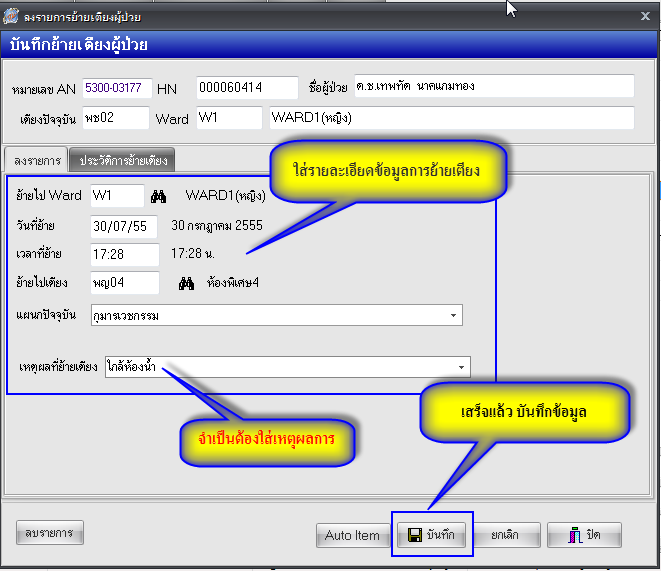 ลงรายการย้ายเตียงผู้ป่วย
บันทึกย้ายเตียงผู้ป่วย
หมายเลข AN 5300-03177 HN 000060414 ชื่อผู้ป่วย ด.ช.เทพทัต นาคแกมทอง
เตียงปัจจุบัน พช02 Ward W1 WARD1(หญิง)
ลงรายการ ประวัติการย้ายเตียง
ใส่รายละเอียดข้อมูลการย้ายเตียง
ย้ายไป Ward W1 WARD1(หญิง)
วันที่ย้าย 30/07/55 30 กรกฎาคม 2555
เวลาที่ย้าย 17:28 17:28 น.
ย้ายไปเตียง พญ04 ห้องพิเศษ4
แผนกปัจจุบัน กุมารเวชกรรม
เหตุผลที่ย้ายเตียง ใกล้ห้องน้ำ
เสร็จแล้ว บันทึกข้อมูล
จำเป็นต้องใส่เหตุผลการ
ลบรายการ Auto Item บันทึก ยกเลิก ปิด